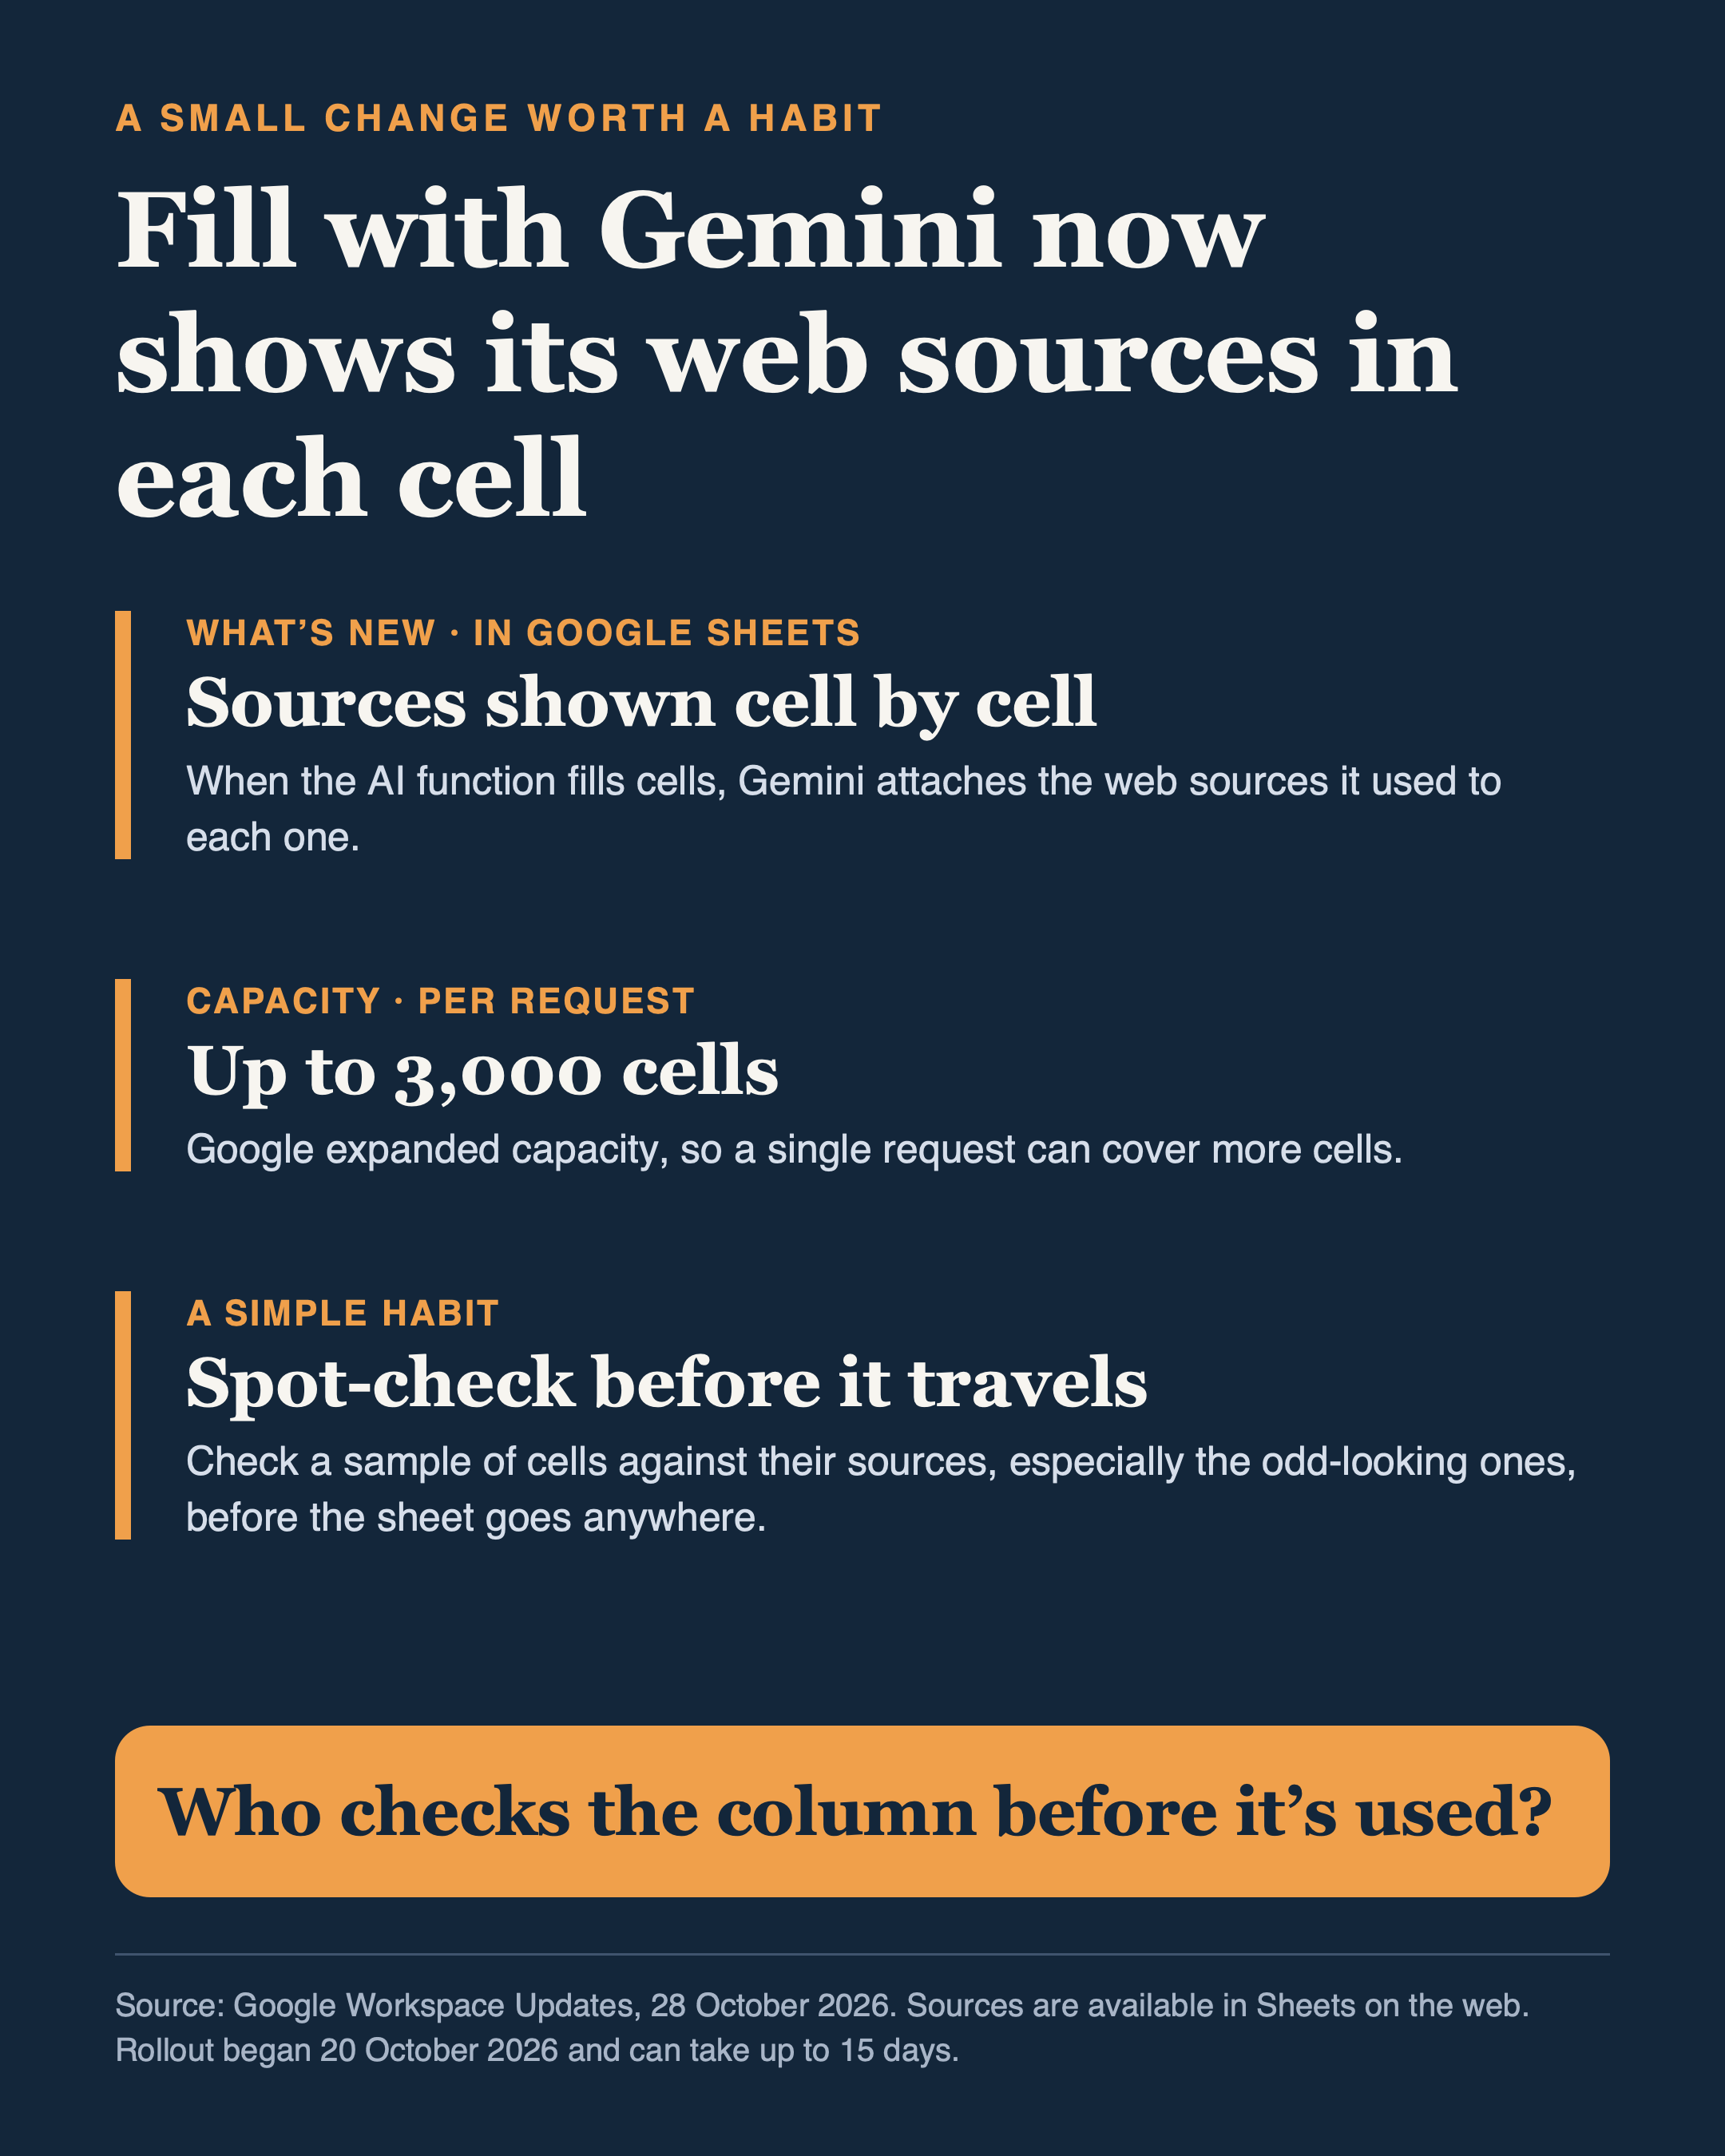 A SMALL CHANGE WORTH A HABIT
Fill with Gemini now
shows its web sources in
each cell
WHAT’S NEW · IN GOOGLE SHEETS
Sources shown cell by cell
When the AI function fills cells, Gemini attaches the web sources it used to
each one.
CAPACITY · PER REQUEST
Up to 3,000 cells
Google expanded capacity, so a single request can cover more cells.
A SIMPLE HABIT
Spot-check before it travels
Check a sample of cells against their sources, especially the odd-looking ones,
before the sheet goes anywhere.
Who checks the column before it’s used?
Source: Google Workspace Updates, 28 October 2026. Sources are available in Sheets on the web.
Rollout began 20 October 2026 and can take up to 15 days.